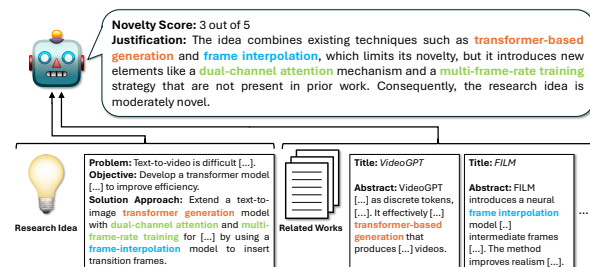 Novelty Score: 3 out of 5
Justification: The idea combines existing techniques such as transformer-based
generation and frame interpolation, which limits its novelty, but it introduces new
elements like a dual-channel attention mechanism and a multi-frame-rate training
strategy that are not present in prior work. Consequently, the research idea is
moderately novel.
Research Idea
Problem: Text-to-video is difficult [...].
Objective: Develop a transformer model
[...] to improve efficiency.
Solution Approach: Extend a text-to-
image transformer generation model
with dual-channel attention and multi-
frame-rate training for [...] by using a
frame-interpolation model to insert
transition frames.
Related Works
Title: VideoGPT
Abstract: VideoGPT
[...] as discrete tokens,
[...]. It effectively [...]
transformer-based
generation that
produces [...] videos.
Title: FILM
Abstract: FILM
introduces a neural
frame interpolation
model [..]
intermediate frames
[...]. The method
improves realism [...].
...